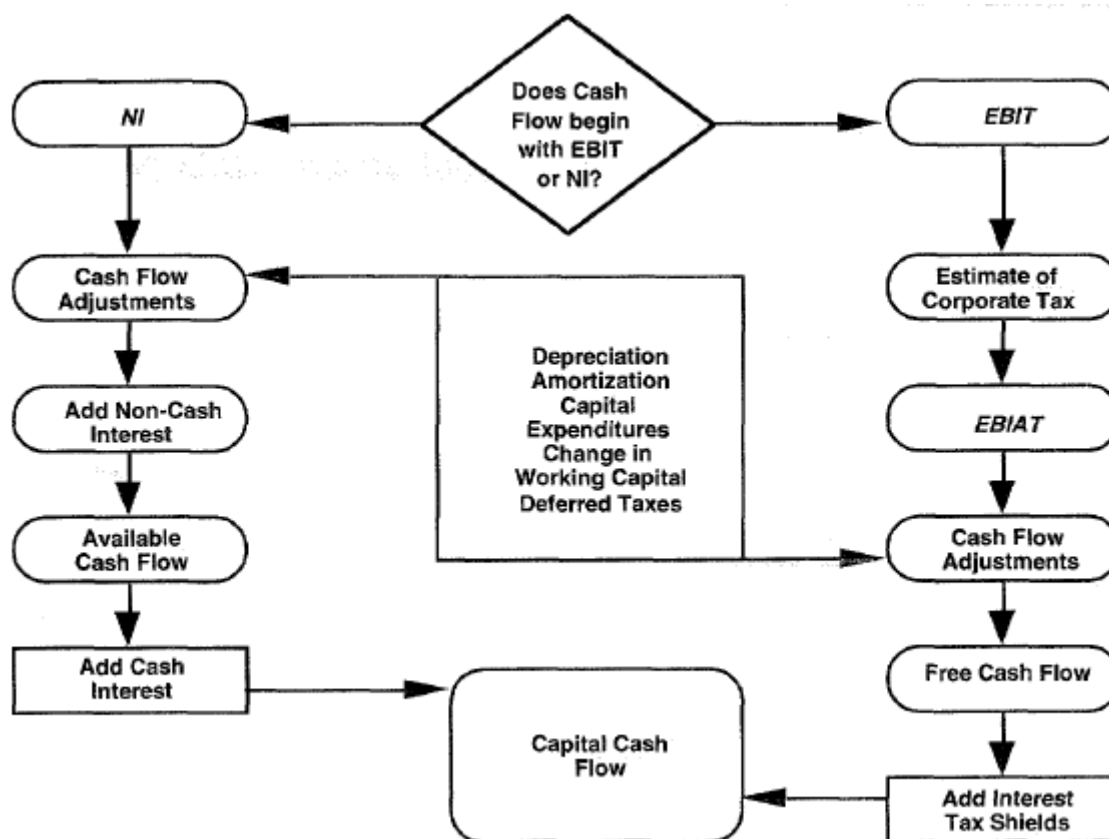 Does Cash
Flow begin
with EBIT
or NI?
NI
EBIT
Cash Flow
Adjustments
Estimate of
Corporate Tax
Depreciation
Amortization
Capital
Expenditures
Change in
Working Capital
Deferred Taxes
Add Non-Cash
Interest
EBIAT
Available
Cash Flow
Cash Flow
Adjustments
Add Cash
Interest
Free Cash Flow
Capital Cash
Flow
Add Interest
Tax Shields